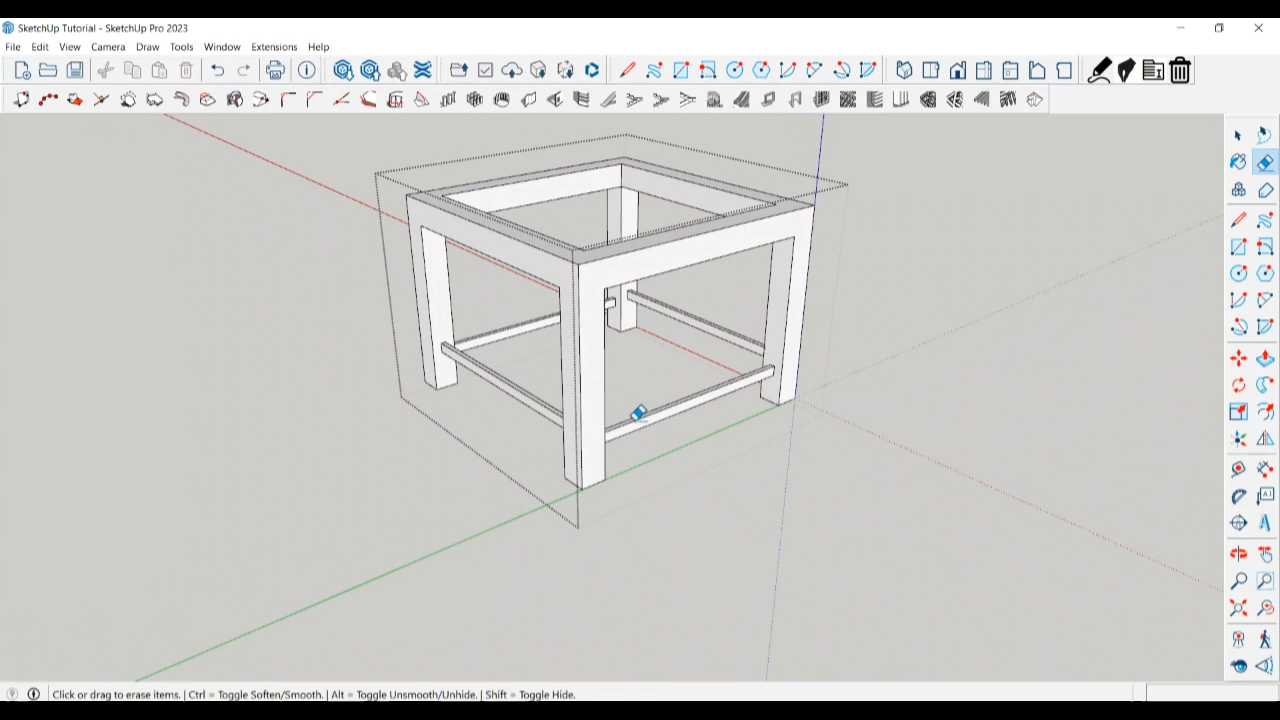 SketchUp Tutorial - SketchUp Pro 2023
File Edit View Camera Draw Tools Window Extensions Help
Click or drag to erase items. | Ctrl = Toggle Soften/Smooth. | Alt = Toggle Unsmooth/Unhide. | Shift = Toggle Hide.